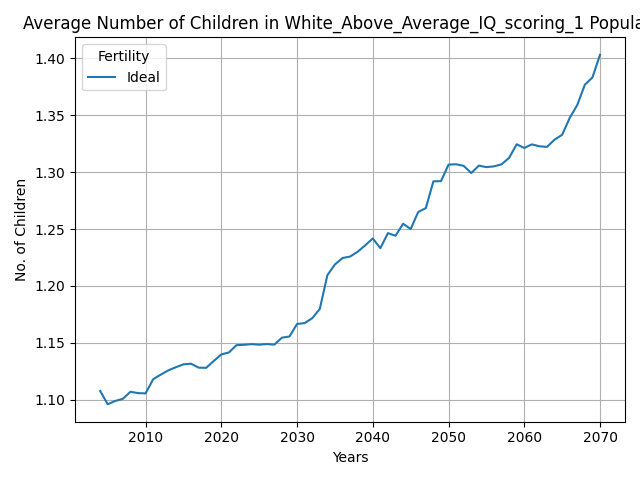 Average Number of Children in White_Above_Average_IQ_scoring_1 Popula
Fertility
Ideal
1.40
1.35
1.30
1.25
1.20
1.15
1.10
No. of Children
2010 2020 2030 2040 2050 2060 2070
Years